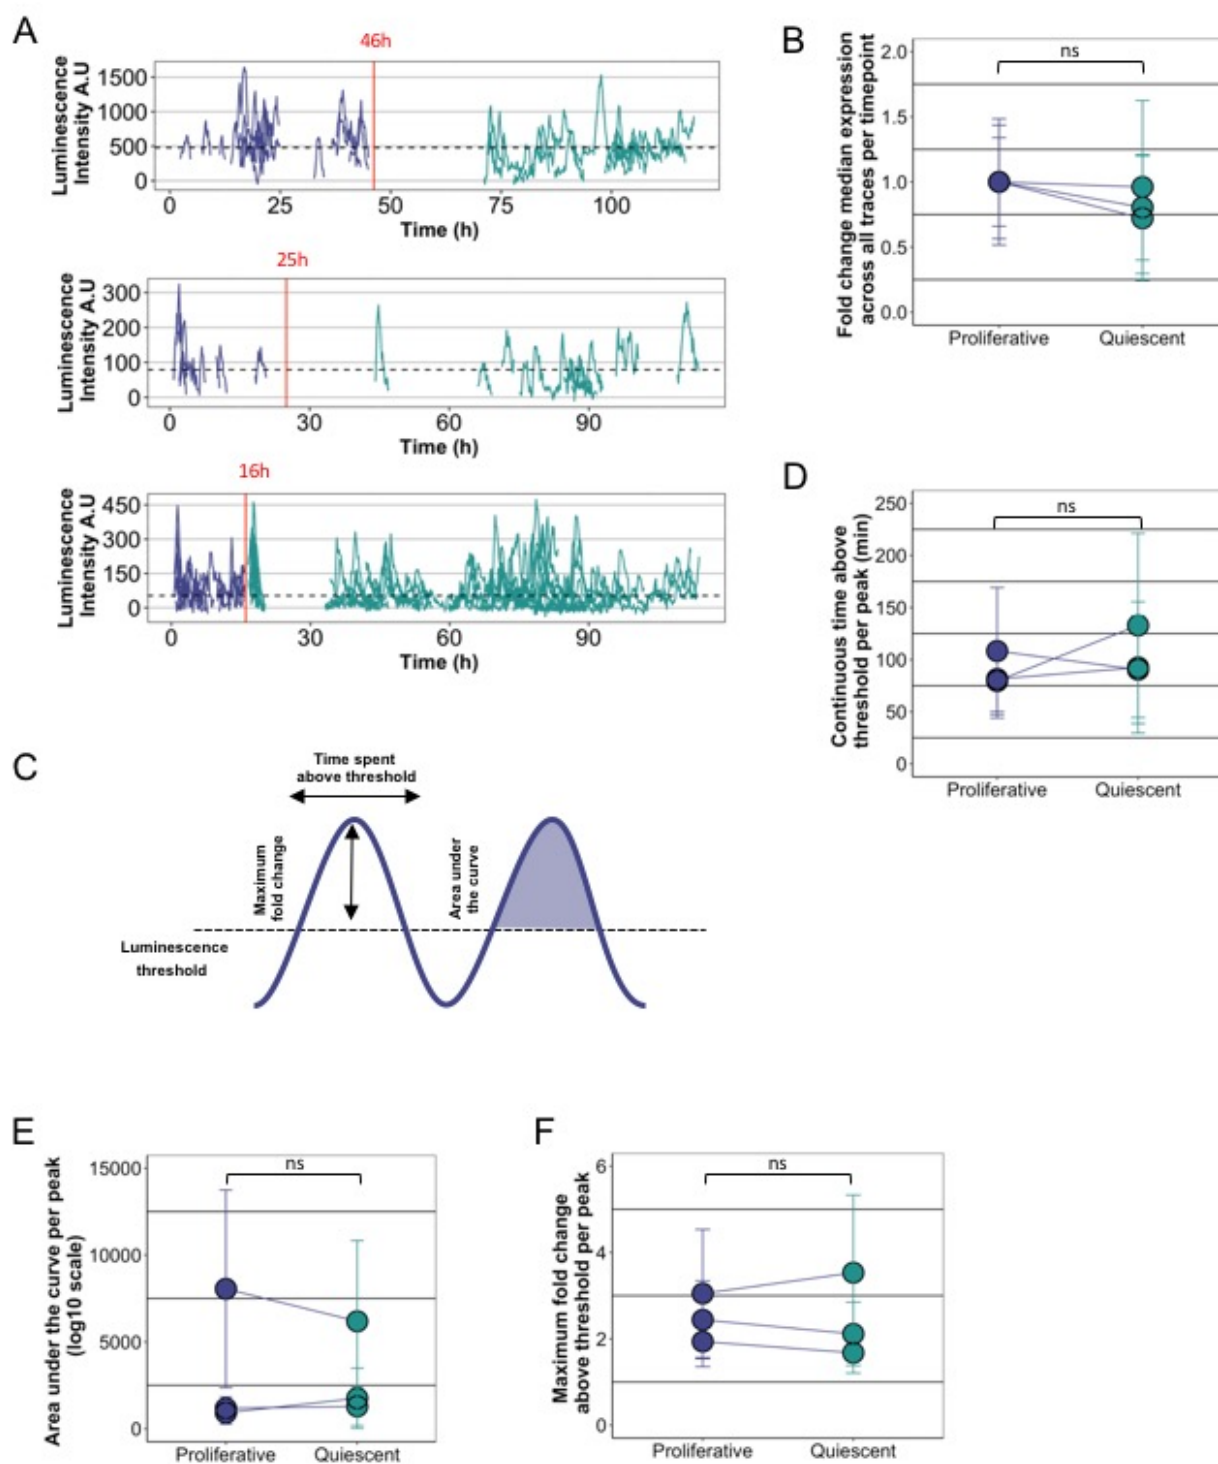 A
46h
Luminescence
Intensity A.U
1500
1000
500
0
0 25 50 75 100
Time (h)
25h
Luminescence
Intensity A.U
300
200
100
0
0 30 60 90
Time (h)
16h
Luminescence
Intensity A.U
450
300
150
0
0 30 60 90
Time (h)
B
Fold change median expression
across all traces per timepoint
2.0
1.5
1.0
0.5
0.0
ns
Proliferative Quiescent
C
Time spent
above threshold
Maximum
fold change
Area under
the curve
Luminescence
threshold
D
Continuous time above
threshold per peak (min)
250
200
150
100
50
0
ns
Proliferative Quiescent
E
Area under the curve per peak
(log10 scale)
15000
10000
5000
0
ns
Proliferative Quiescent
F
Maximum fold change
above threshold per peak
6
4
2
0
ns
Proliferative Quiescent